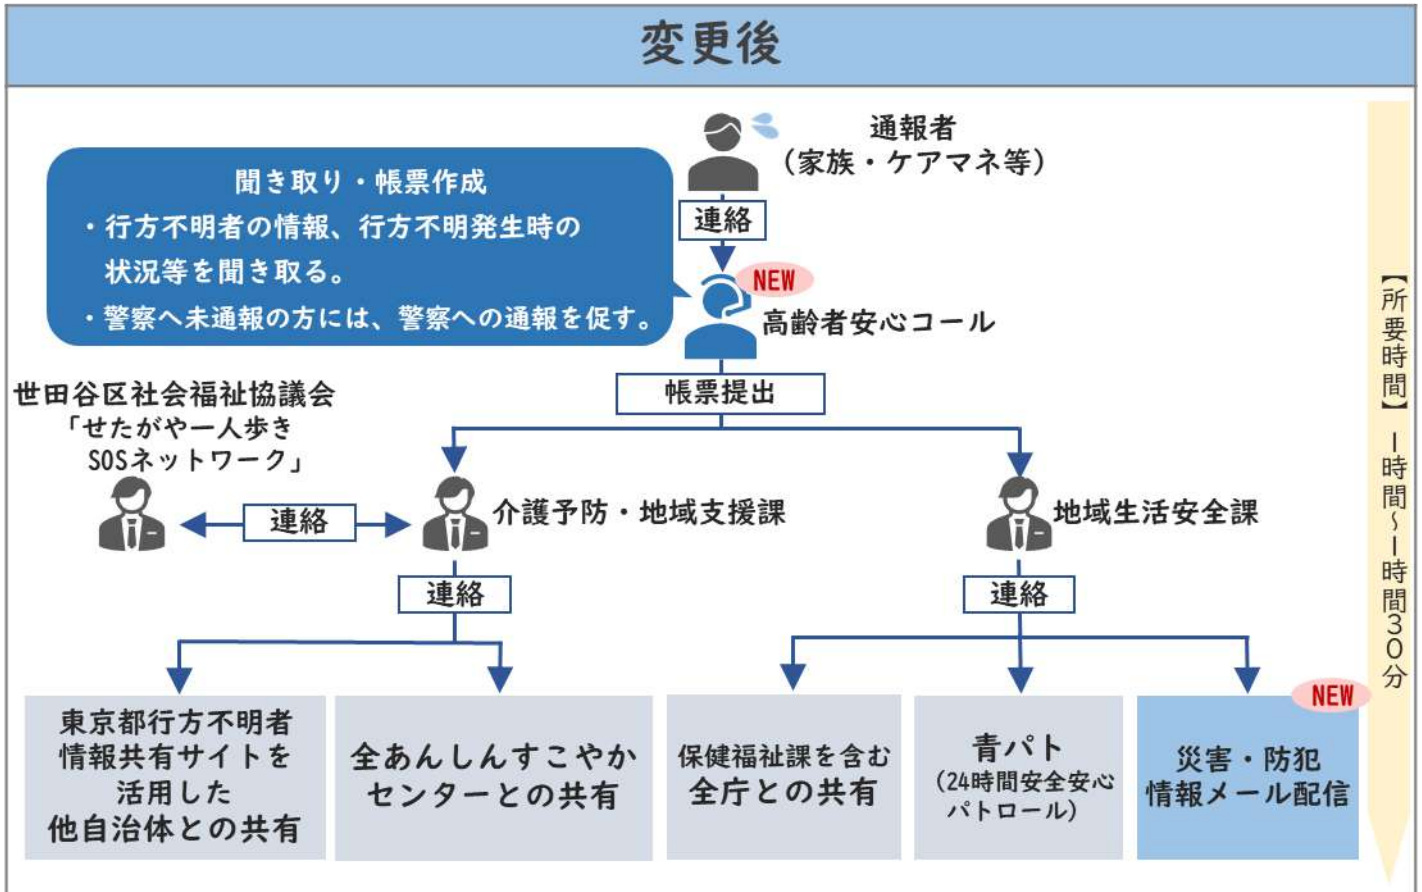 変更後
通報者
（家族・ケアマネ等）
聞き取り・帳票作成
・行方不明者の情報、行方不明発生時の
状況等を聞き取る。
・警察へ未通報の方には、警察への通報を促す。
連絡
NEW
高齢者安心コール
帳票提出
世田谷区社会福祉協議会
「せたがや一人歩き
SOSネットワーク」
連絡
介護予防・地域支援課
地域生活安全課
連絡
連絡
東京都行方不明者
情報共有サイトを
活用した
他自治体との共有
全あんしんすこやか
センターとの共有
保健福祉課を含む
全庁との共有
青パト
（24時間安全安心
パトロール）
NEW
災害・防犯
情報メール配信
【所要時間】 1時間～1時間30分